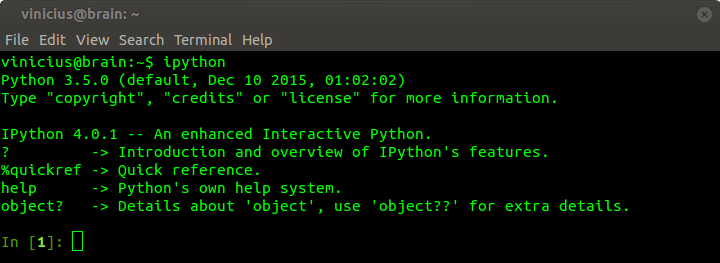 vinicius@brain: ~
File Edit View Search Terminal Help
vinicius@brain:~$ ipython
Python 3.5.0 (default, Dec 10 2015, 01:02:02)
Type "copyright", "credits" or "license" for more information.
IPython 4.0.1 -- An enhanced Interactive Python.
?         -> Introduction and overview of IPython's features.
%quickref -> Quick reference.
help      -> Python's own help system.
object?   -> Details about 'object', use 'object??' for extra details.
In [1]: